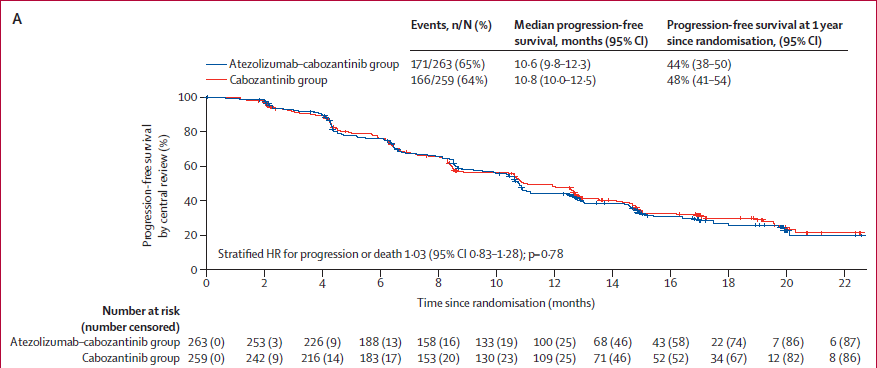 A
Events, n/N (%) Median progression-free survival, months (95% CI) Progression-free survival at 1 year since randomisation, (95% CI)
Atezolizumab–cabozantinib group 171/263 (65%) 10·6 (9·8–12·3) 44% (38–50)
Cabozantinib group 166/259 (64%) 10·8 (10·0–12·5) 48% (41–54)
Progression-free survival
by central review (%)
100
80
60
40
20
0
Stratified HR for progression or death 1·03 (95% CI 0·83–1·28); p=0·78
0 2 4 6 8 10 12 14 16 18 20 22
Time since randomisation (months)
Number at risk
(number censored)
Atezolizumab–cabozantinib group 263 (0) 253 (3) 226 (9) 188 (13) 158 (16) 133 (19) 100 (25) 68 (46) 43 (58) 22 (74) 7 (86) 6 (87)
Cabozantinib group 259 (0) 242 (9) 216 (14) 183 (17) 153 (20) 130 (23) 109 (25) 71 (46) 52 (52) 34 (67) 12 (82) 8 (86)